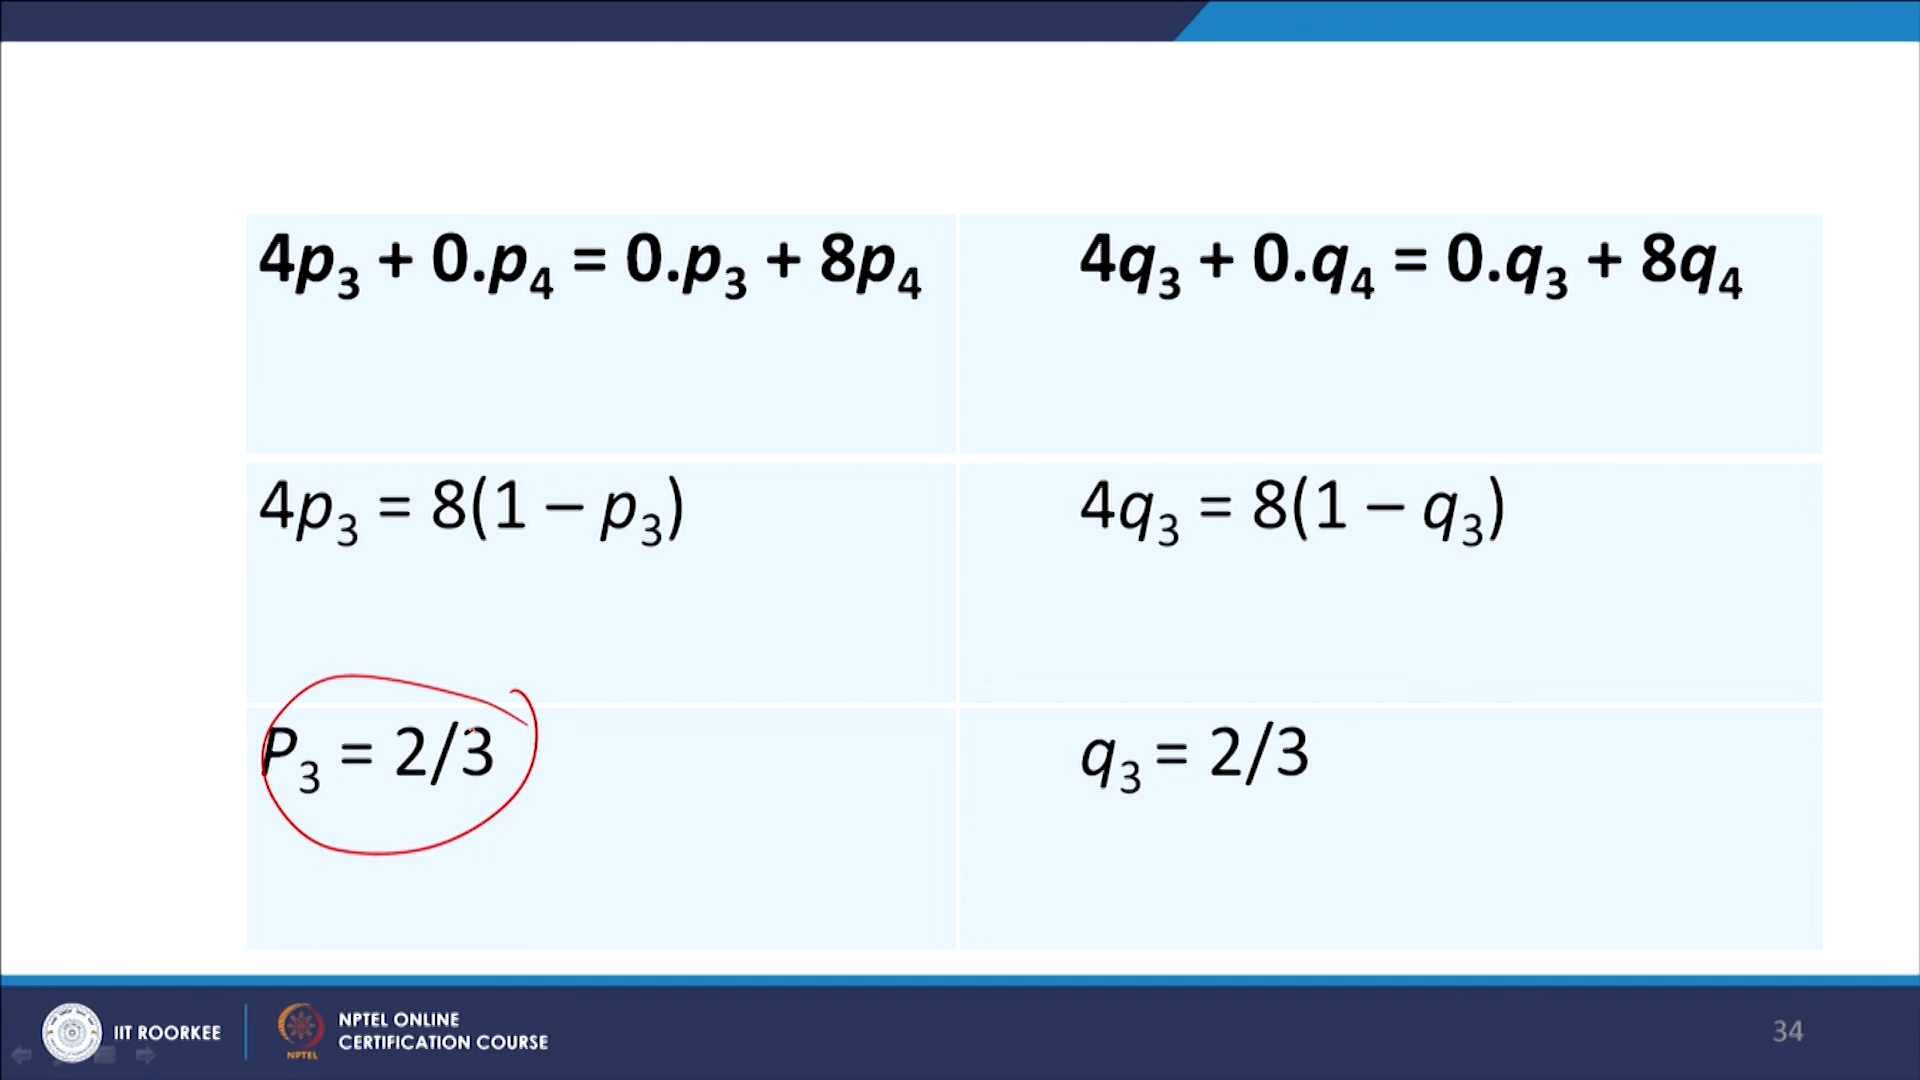 4p₃ + 0.p₄ = 0.p₃ + 8p₄
4q₃ + 0.q₄ = 0.q₃ + 8q₄
4p₃ = 8(1 – p₃)
4q₃ = 8(1 – q₃)
P₃ = 2/3
q₃ = 2/3
IIT ROORKEE
NPTEL
NPTEL ONLINE
CERTIFICATION COURSE
34